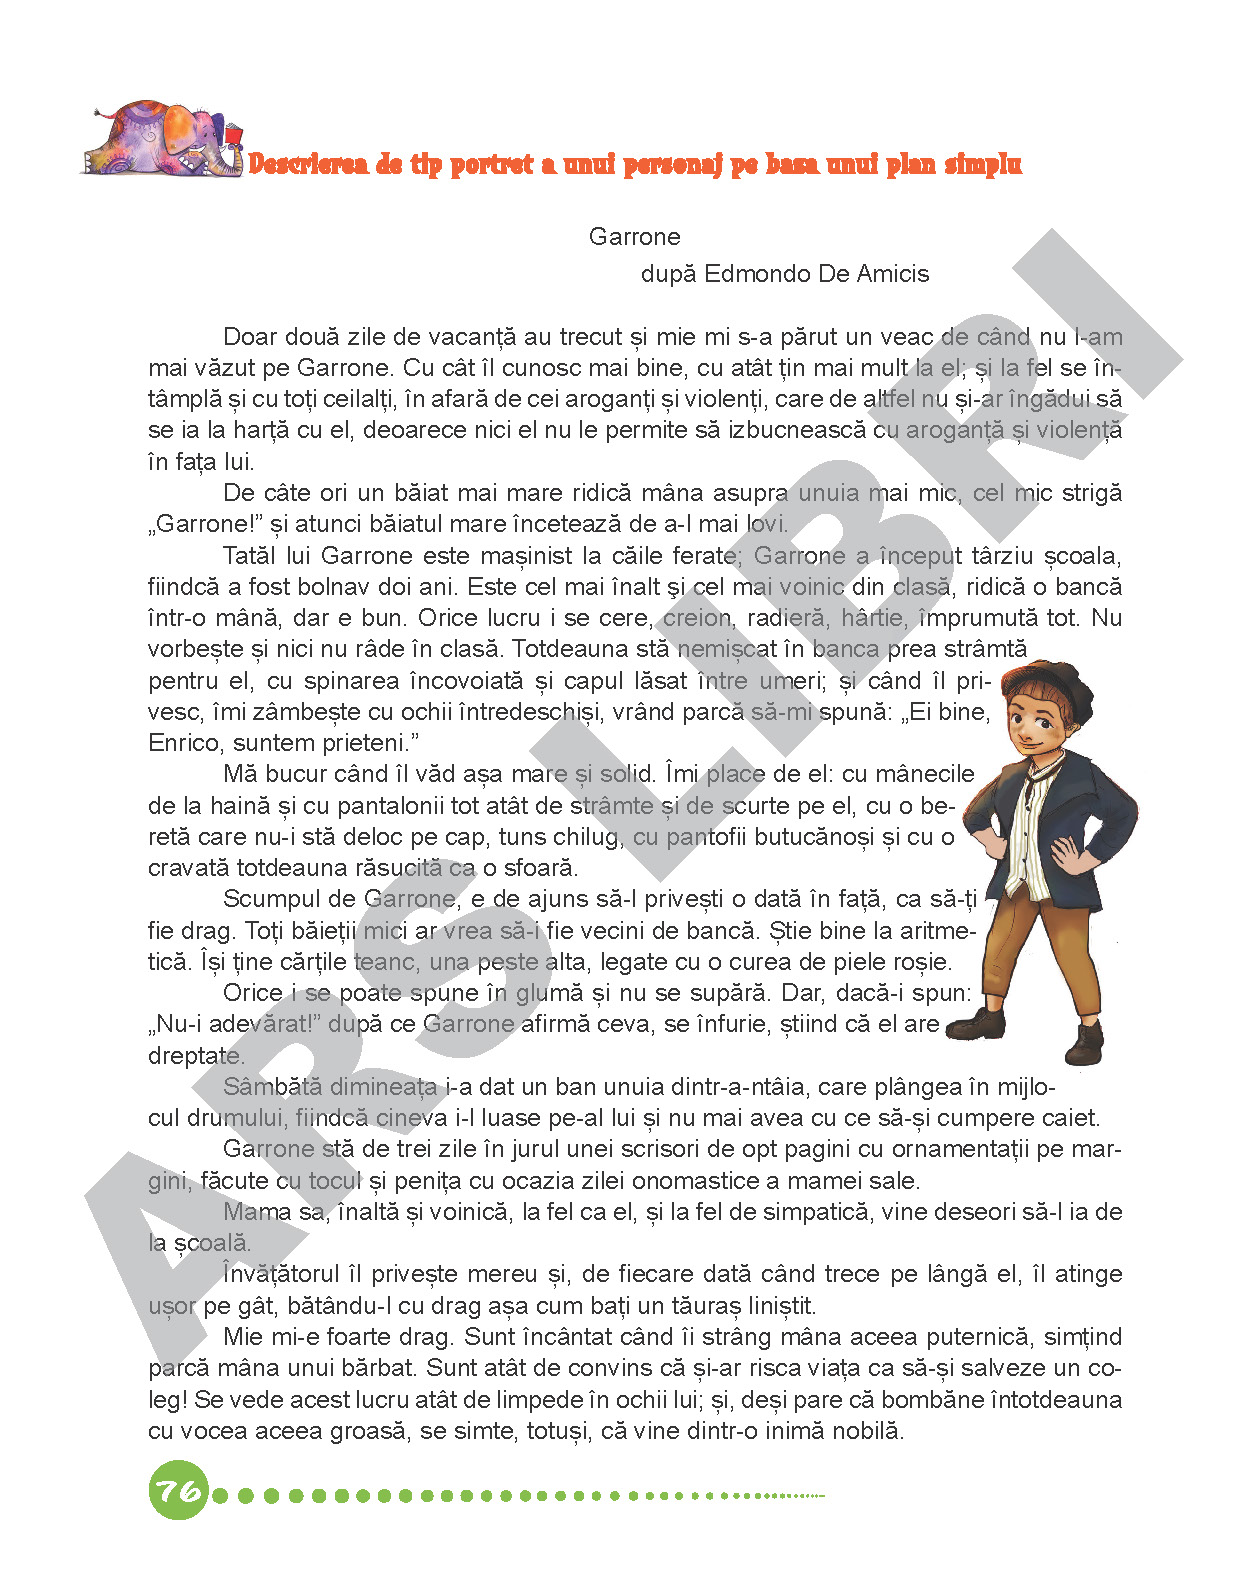 Descrierea de tip portret a unui personaj pe baza unui plan simplu
Garrone
după Edmondo De Amicis
Doar două zile de vacanță au trecut și mie mi s-a părut un veac de când nu l-am
mai văzut pe Garrone. Cu cât îl cunosc mai bine, cu atât țin mai mult la el; și la fel se în-
tâmplă și cu toți ceilalți, în afară de cei aroganți și violenți, care de altfel nu și-ar îngădui să
se ia la harță cu el, deoarece nici el nu le permite să izbucnească cu aroganță și violență
în fața lui.
De câte ori un băiat mai mare ridică mâna asupra unuia mai mic, cel mic strigă
„Garrone!” și atunci băiatul mare încetează de a-l mai lovi.
Tatăl lui Garrone este mașinist la căile ferate; Garrone a început târziu școala,
fiindcă a fost bolnav doi ani. Este cel mai înalt şi cel mai voinic din clasă, ridică o bancă
într-o mână, dar e bun. Orice lucru i se cere, creion, radieră, hârtie, împrumută tot. Nu
vorbește și nici nu râde în clasă. Totdeauna stă nemișcat în banca prea strâmtă
pentru el, cu spinarea încovoiată și capul lăsat între umeri; și când îl pri-
vesc, îmi zâmbește cu ochii întredeschiși, vrând parcă să-mi spună: „Ei bine,
Enrico, suntem prieteni.”
Mă bucur când îl văd așa mare și solid. Îmi place de el: cu mânecile
de la haină și cu pantalonii tot atât de strâmte și de scurte pe el, cu o be-
retă care nu-i stă deloc pe cap, tuns chilug, cu pantofii butucănoși și cu o
cravată totdeauna răsucită ca o sfoară.
Scumpul de Garrone, e de ajuns să-l privești o dată în față, ca să-ți
fie drag. Toți băieții mici ar vrea să-i fie vecini de bancă. Știe bine la aritme-
tică. Își ține cărțile teanc, una peste alta, legate cu o curea de piele roșie.
Orice i se poate spune în glumă și nu se supără. Dar, dacă-i spun:
„Nu-i adevărat!” după ce Garrone afirmă ceva, se înfurie, știind că el are
dreptate.
Sâmbătă dimineața i-a dat un ban unuia dintr-a-ntâia, care plângea în mijlo-
cul drumului, fiindcă cineva i-l luase pe-al lui și nu mai avea cu ce să-și cumpere caiet.
Garrone stă de trei zile în jurul unei scrisori de opt pagini cu ornamentații pe mar-
gini, făcute cu tocul și penița cu ocazia zilei onomastice a mamei sale.
Mama sa, înaltă și voinică, la fel ca el, și la fel de simpatică, vine deseori să-l ia de
la școală.
Învățătorul îl privește mereu și, de fiecare dată când trece pe lângă el, îl atinge
ușor pe gât, bătându-l cu drag așa cum bați un tăuraș liniștit.
Mie mi-e foarte drag. Sunt încântat când îi strâng mâna aceea puternică, simțind
parcă mâna unui bărbat. Sunt atât de convins că și-ar risca viața ca să-și salveze un co-
leg! Se vede acest lucru atât de limpede în ochii lui; și, deși pare că bombăne întotdeauna
cu vocea aceea groasă, se simte, totuși, că vine dintr-o inimă nobilă.
76
ARS LIBRI